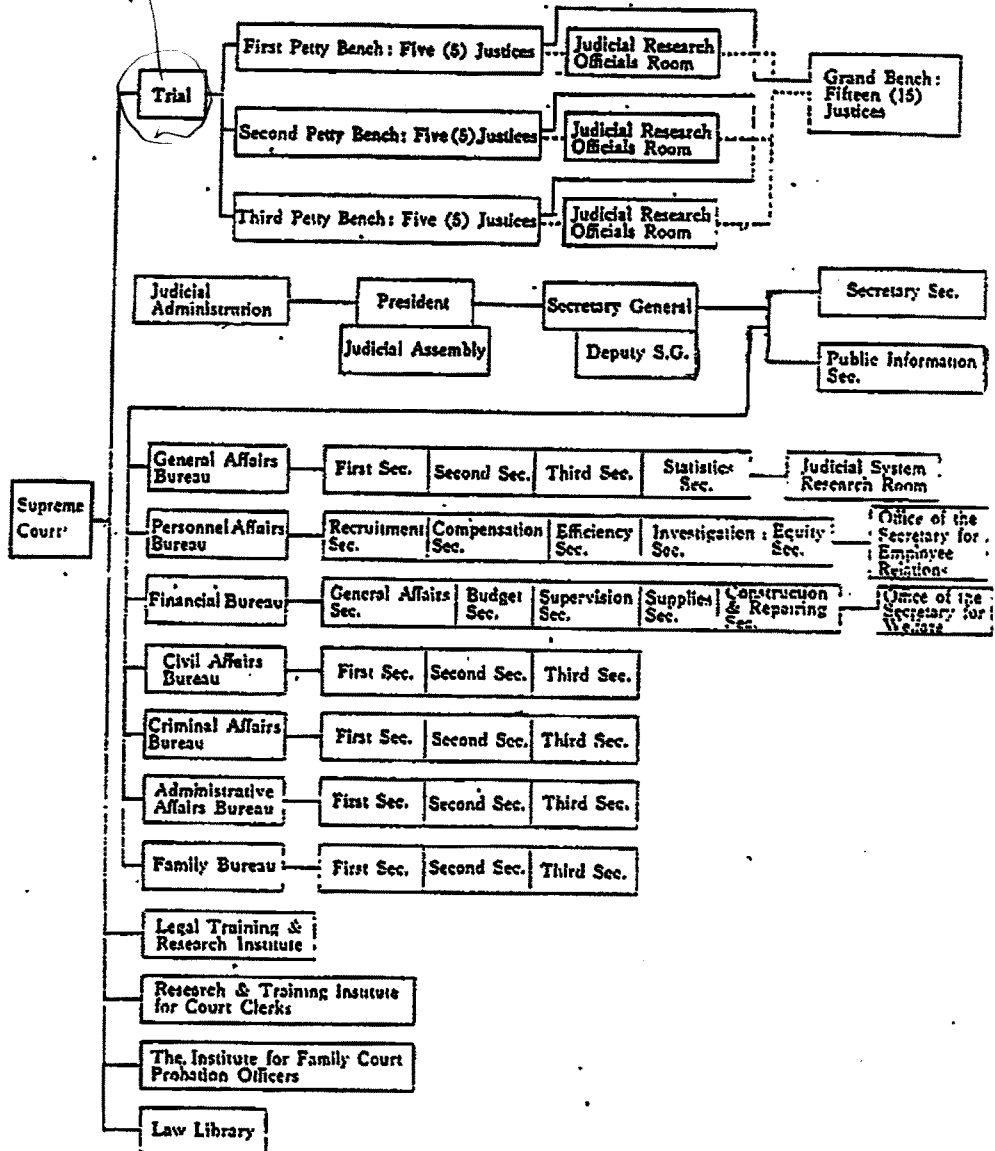 First Petty Bench: Five (5) Justices
Judicial Research
Officials Room
Grand Bench:
Fifteen (15)
Justices
Trial
Second Petty Bench: Five (5) Justices
Judicial Research
Officials Room
Third Petty Bench: Five (5) Justices
Judicial Research
Officials Room
Judicial
Administration
President
Judicial Assembly
Secretary General
Deputy S.G.
Secretary Sec.
Public Information
Sec.
Supreme
Court
General Affairs
Bureau
First Sec.
Second Sec.
Third Sec.
Statistics
Sec.
Judicial System
Research Room
Personnel Affairs
Bureau
Recruitment
Sec.
Compensation
Sec.
Efficiency
Sec.
Investigation
Sec.
Equity
Sec.
Office of the
Secretary for
Employee
Relations
Financial Bureau
General Affairs
Sec.
Budget
Sec.
Supervision
Sec.
Supplies
Sec.
Construction
& Repairing
Sec.
Office of the
Secretary for
Welfare
Civil Affairs
Bureau
First Sec.
Second Sec.
Third Sec.
Criminal Affairs
Bureau
First Sec.
Second Sec.
Third Sec.
Administrative
Affairs Bureau
First Sec.
Second Sec.
Third Sec.
Family Bureau
First Sec.
Second Sec.
Third Sec.
Legal Training &
Research Institute
Research & Training Institute
for Court Clerks
The Institute for Family Court
Probation Officers
Law Library